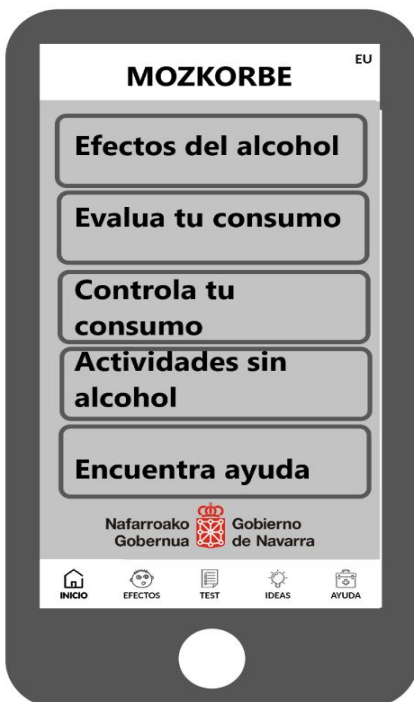 EU
MOZKORBE
Efectos del alcohol
Evalua tu consumo
Controla tu
consumo
Actividades sin
alcohol
Encuentra ayuda
Nafarroako Gobierno
Gobernua de Navarra
INICIO EFECTOS TEST IDEAS AYUDA